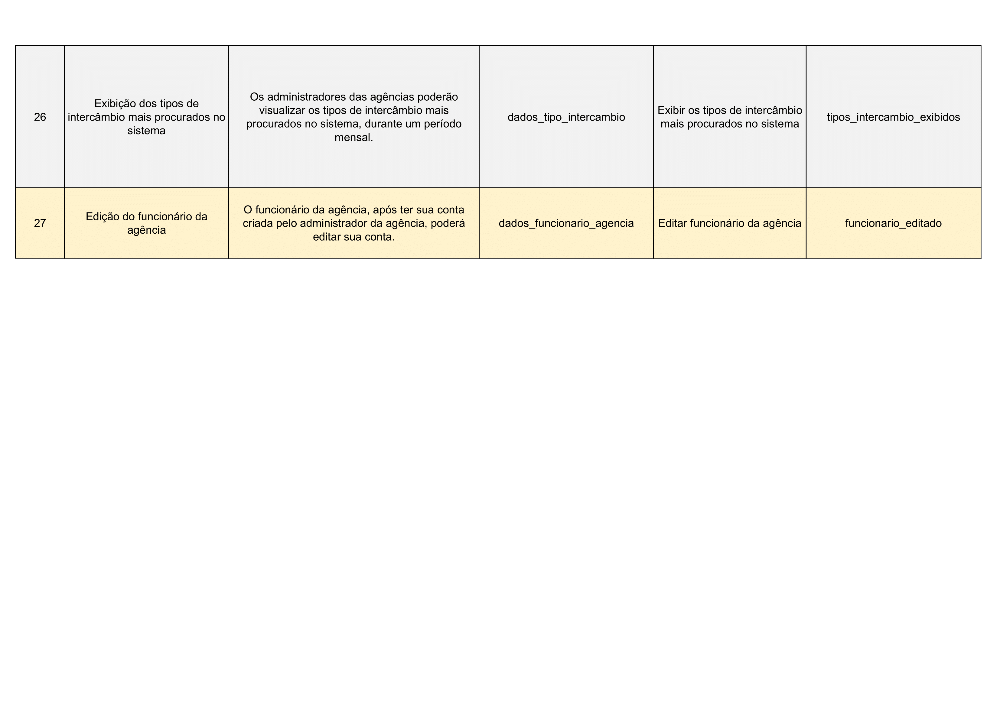 26
Exibição dos tipos de
intercâmbio mais procurados no
sistema
Os administradores das agências poderão
visualizar os tipos de intercâmbio mais
procurados no sistema, durante um período
mensal.
dados_tipo_intercambio
Exibir os tipos de intercâmbio
mais procurados no sistema
tipos_intercambio_exibidos
27
Edição do funcionário da
agência
O funcionário da agência, após ter sua conta
criada pelo administrador da agência, poderá
editar sua conta.
dados_funcionario_agencia
Editar funcionário da agência
funcionario_editado